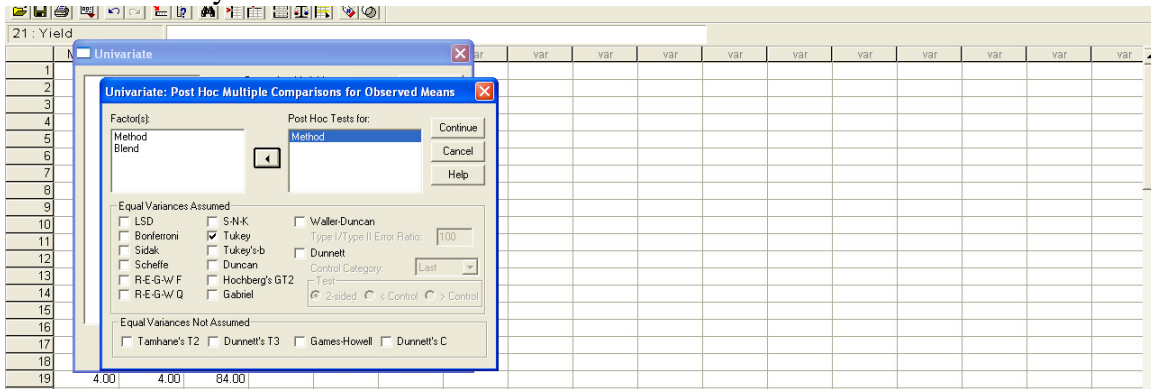 21 : Yield
N
Univariate
ar var var var var var var var var var var
1
2
Univariate: Post Hoc Multiple Comparisons for Observed Means
3
4
Factor(s): Post Hoc Tests for:
Method Method Continue
5
Blend
6
Cancel
7
Help
8
9
Equal Variances Assumed
10
LSD S-N-K Waller-Duncan
11
Bonferroni Tukey Type I/Type II Error Ratio: 100
12
Sidak Tukey's-b Dunnett
Scheffe Duncan Control Category: Last
13
R-E-G-W F Hochberg's GT2 Test
14
R-E-G-W Q Gabriel 2-sided < Control > Control
15
16
Equal Variances Not Assumed
17
Tamhane's T2 Dunnett's T3 Games-Howell Dunnett's C
18
19 4.00 4.00 84.00